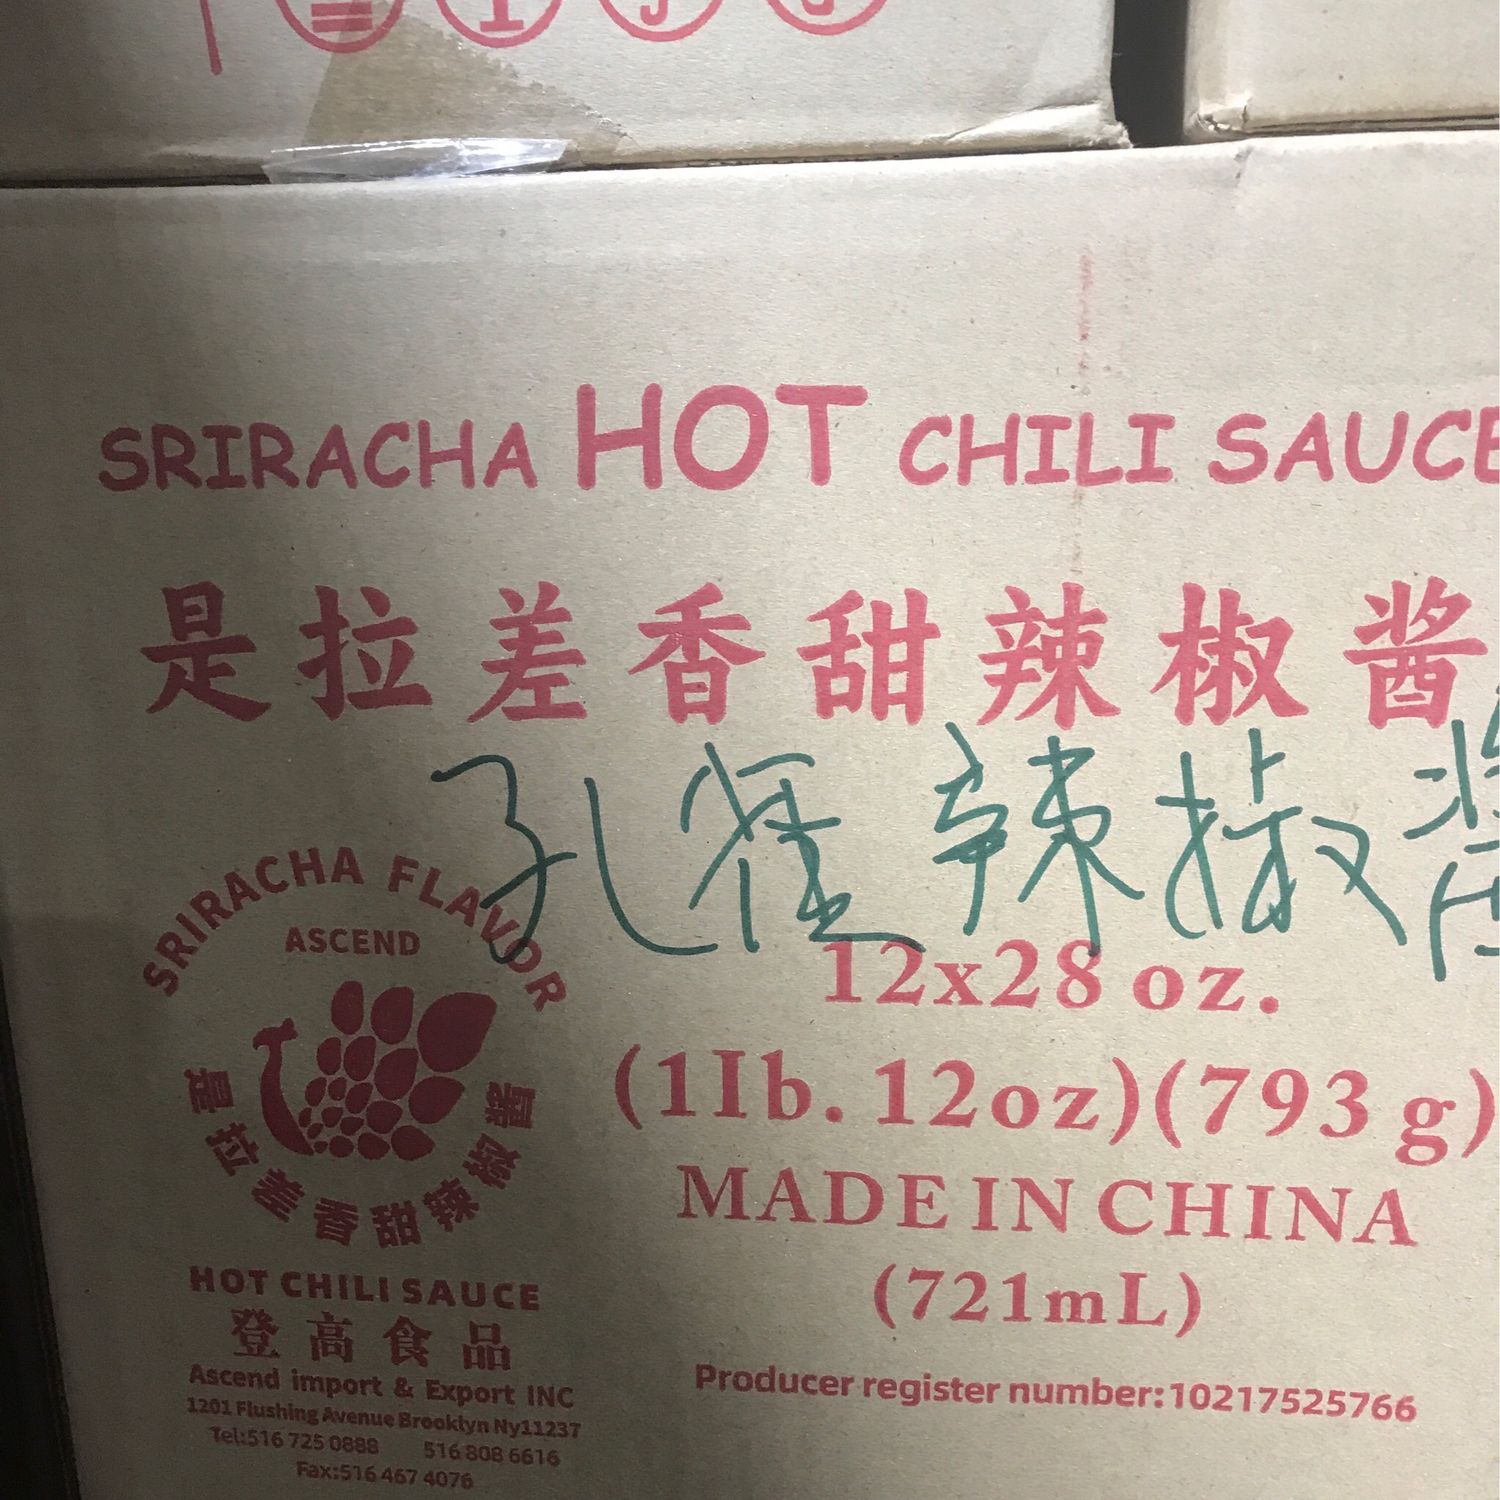 SRIRACHA HOT CHILI SAUCE
是拉差香甜辣椒酱
孔雀辣椒酱
SRIRACHA FLAVOR
ASCEND
是拉差香甜辣椒酱
HOT CHILI SAUCE
登高食品
Ascend import & Export INC
1201 Flushing Avenue Brooklyn Ny11237
Tel:516 725 0888 516 808 6616
Fax:516 467 4076
12x28 oz.
(1Ib. 12oz)(793 g)
MADE IN CHINA
(721mL)
Producer register number:10217525766